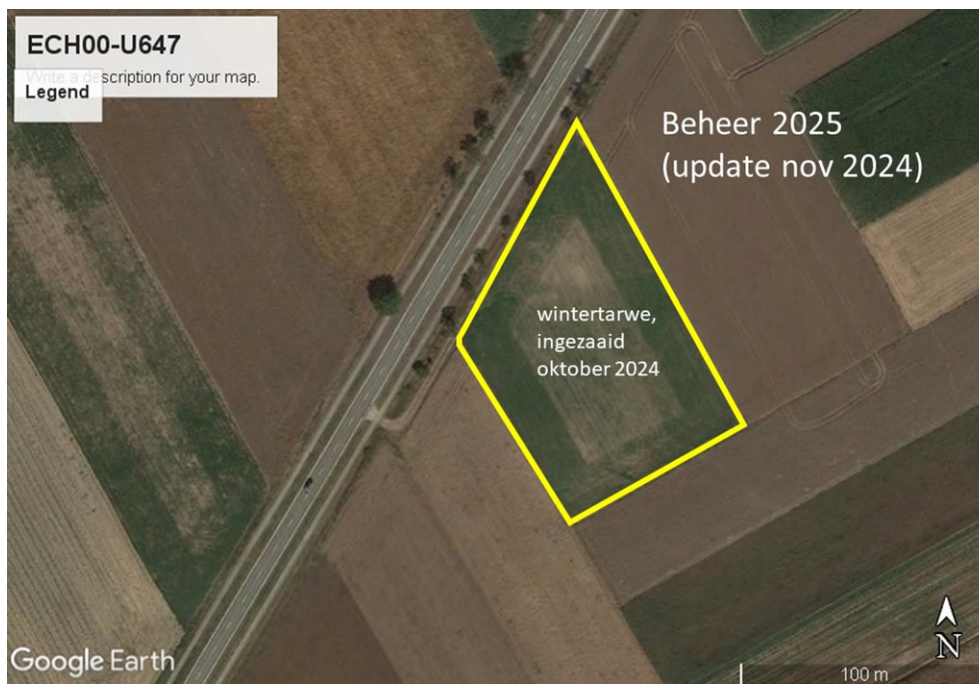 ECH00-U647
Write a description for your map.
Legend
Beheer 2025
(update nov 2024)
wintertarwe,
ingezaaid
oktober 2024
N
Google Earth
100 m